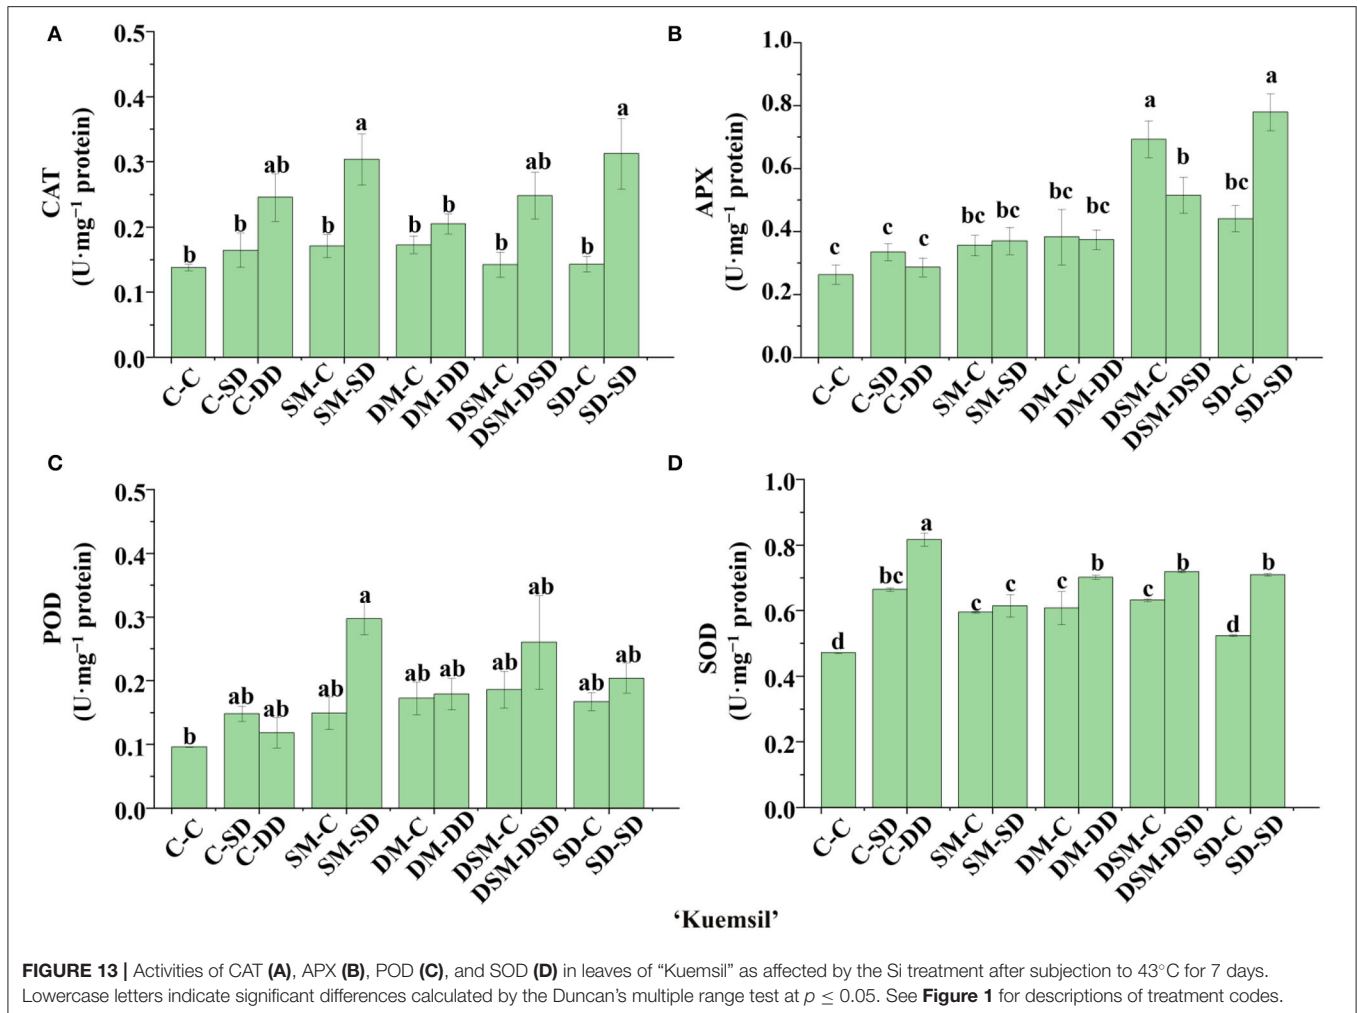 A
CAT
(U·mg⁻¹ protein)
0.5
0.4
0.3
0.2
0.1
0.0
b
b
ab
b
a
b
b
b
ab
b
a
C-C
C-SD
C-DD
SM-C
SM-SD
DM-C
DM-DD
DSM-C
DSM-DSD
SD-C
SD-SD
B
APX
(U·mg⁻¹ protein)
1.0
0.8
0.6
0.4
0.2
0.0
c
c
c
bc
bc
bc
bc
a
b
bc
a
C-C
C-SD
C-DD
SM-C
SM-SD
DM-C
DM-DD
DSM-C
DSM-DSD
SD-C
SD-SD
C
POD
(U·mg⁻¹ protein)
0.5
0.4
0.3
0.2
0.1
0.0
b
ab
ab
ab
a
ab
ab
ab
ab
ab
ab
C-C
C-SD
C-DD
SM-C
SM-SD
DM-C
DM-DD
DSM-C
DSM-DSD
SD-C
SD-SD
D
SOD
(U·mg⁻¹ protein)
1.0
0.8
0.6
0.4
0.2
0.0
d
bc
a
c
c
c
b
c
b
d
b
C-C
C-SD
C-DD
SM-C
SM-SD
DM-C
DM-DD
DSM-C
DSM-DSD
SD-C
SD-SD
‘Kuemsil’
FIGURE 13 | Activities of CAT (A), APX (B), POD (C), and SOD (D) in leaves of “Kuemsil” as affected by the Si treatment after subjection to 43°C for 7 days.
Lowercase letters indicate significant differences calculated by the Duncan’s multiple range test at p ≤ 0.05. See Figure 1 for descriptions of treatment codes.